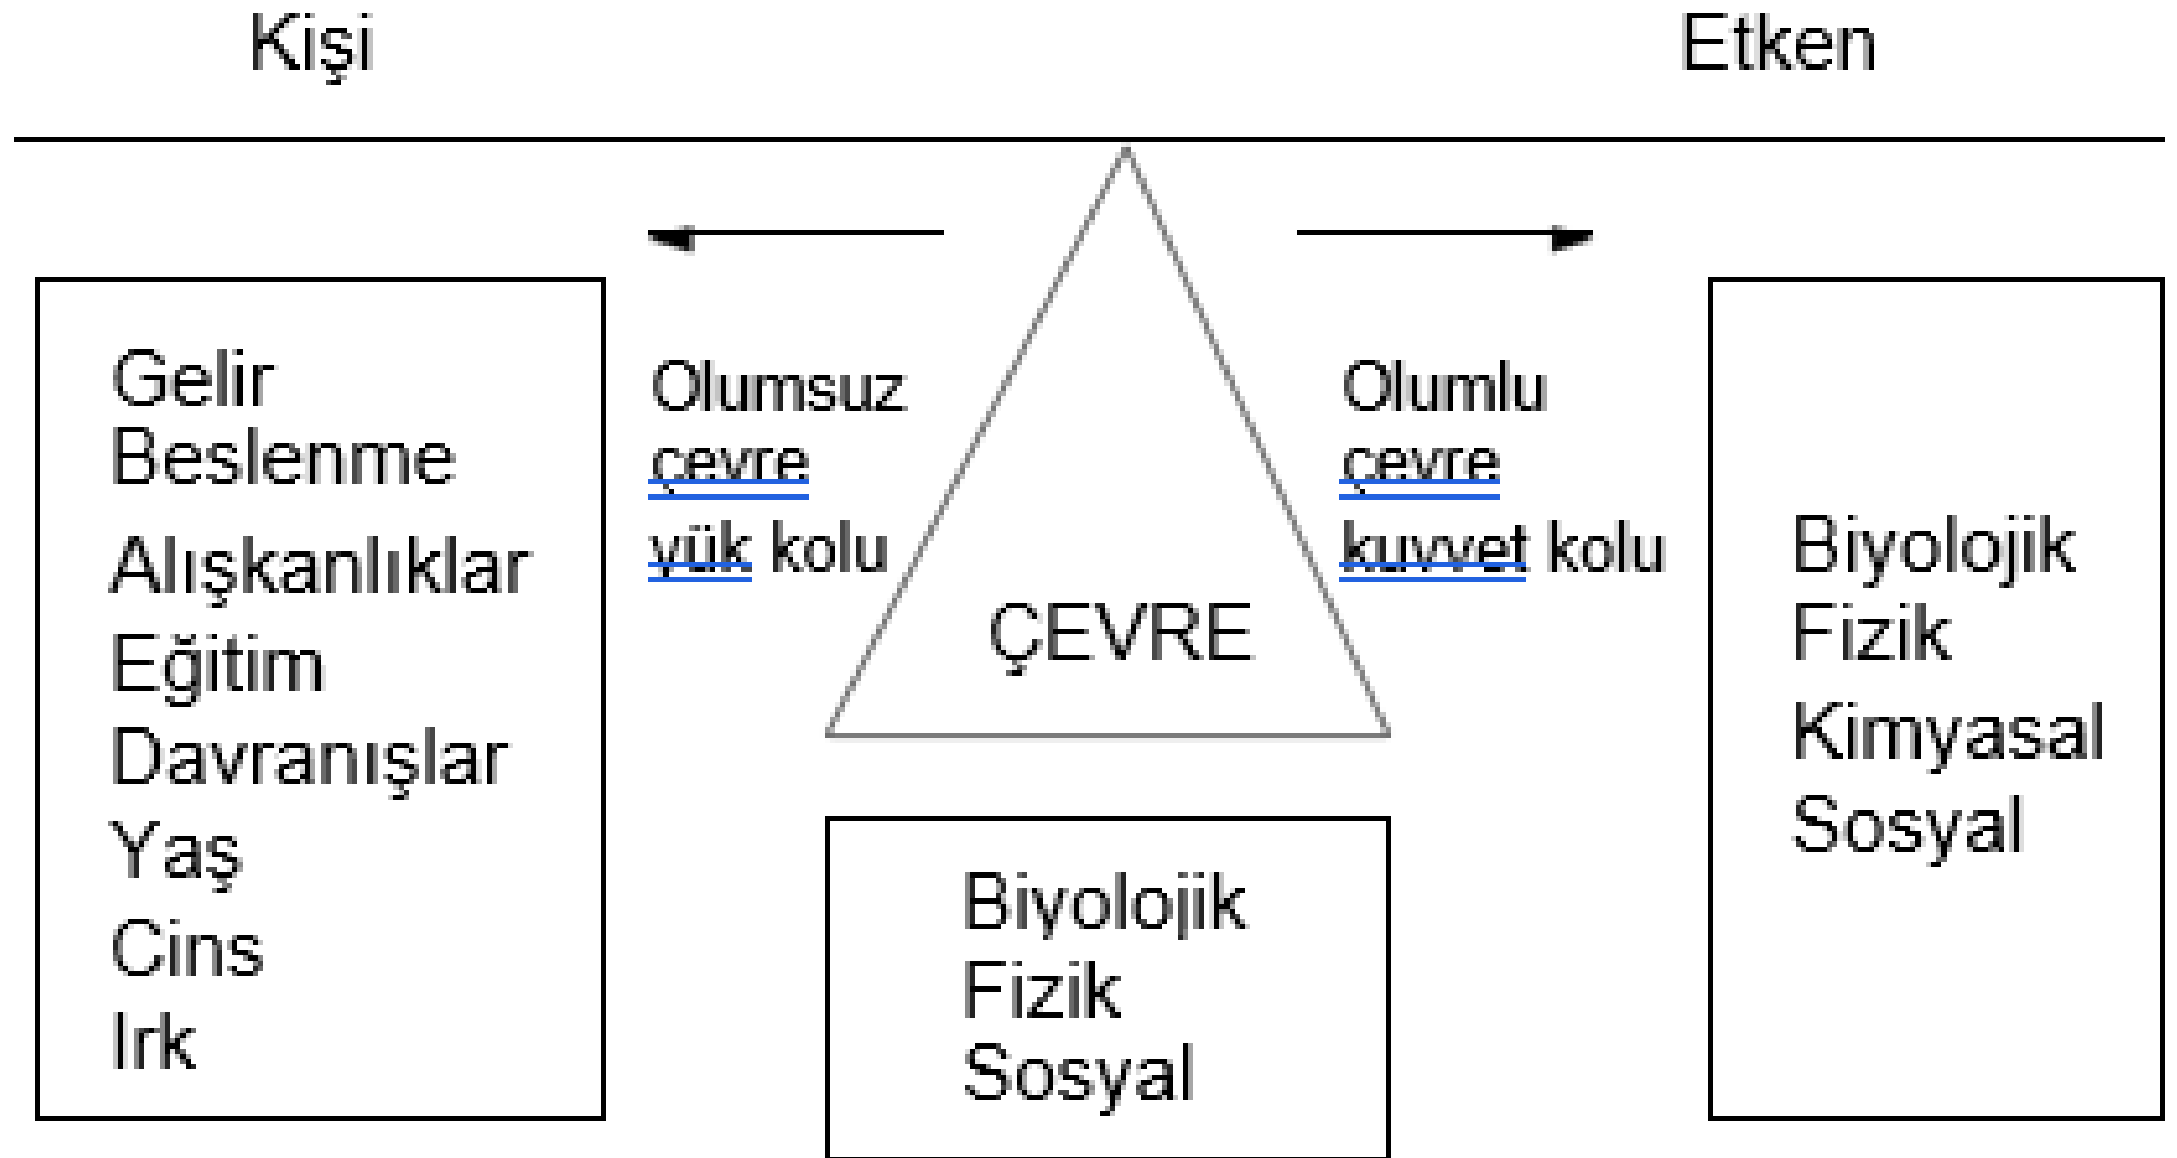 Kişi
Etken
Gelir
Beslenme
Alışkanlıklar
Eğitim
Davranışlar
Yaş
Cins
Irk
Olumsuz
çevre
yük kolu
ÇEVRE
Olumlu
çevre
kuvvet kolu
Biyolojik
Fizik
Sosyal
Biyolojik
Fizik
Kimyasal
Sosyal